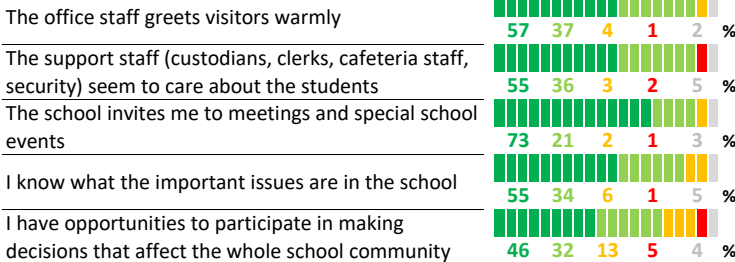 The office staff greets visitors warmly
57 37 4 1 2 %
The support staff (custodians, clerks, cafeteria staff,
security) seem to care about the students
55 36 3 2 5 %
The school invites me to meetings and special school
events
73 21 2 1 3 %
I know what the important issues are in the school
55 34 6 1 5 %
I have opportunities to participate in making
decisions that affect the whole school community
46 32 13 5 4 %